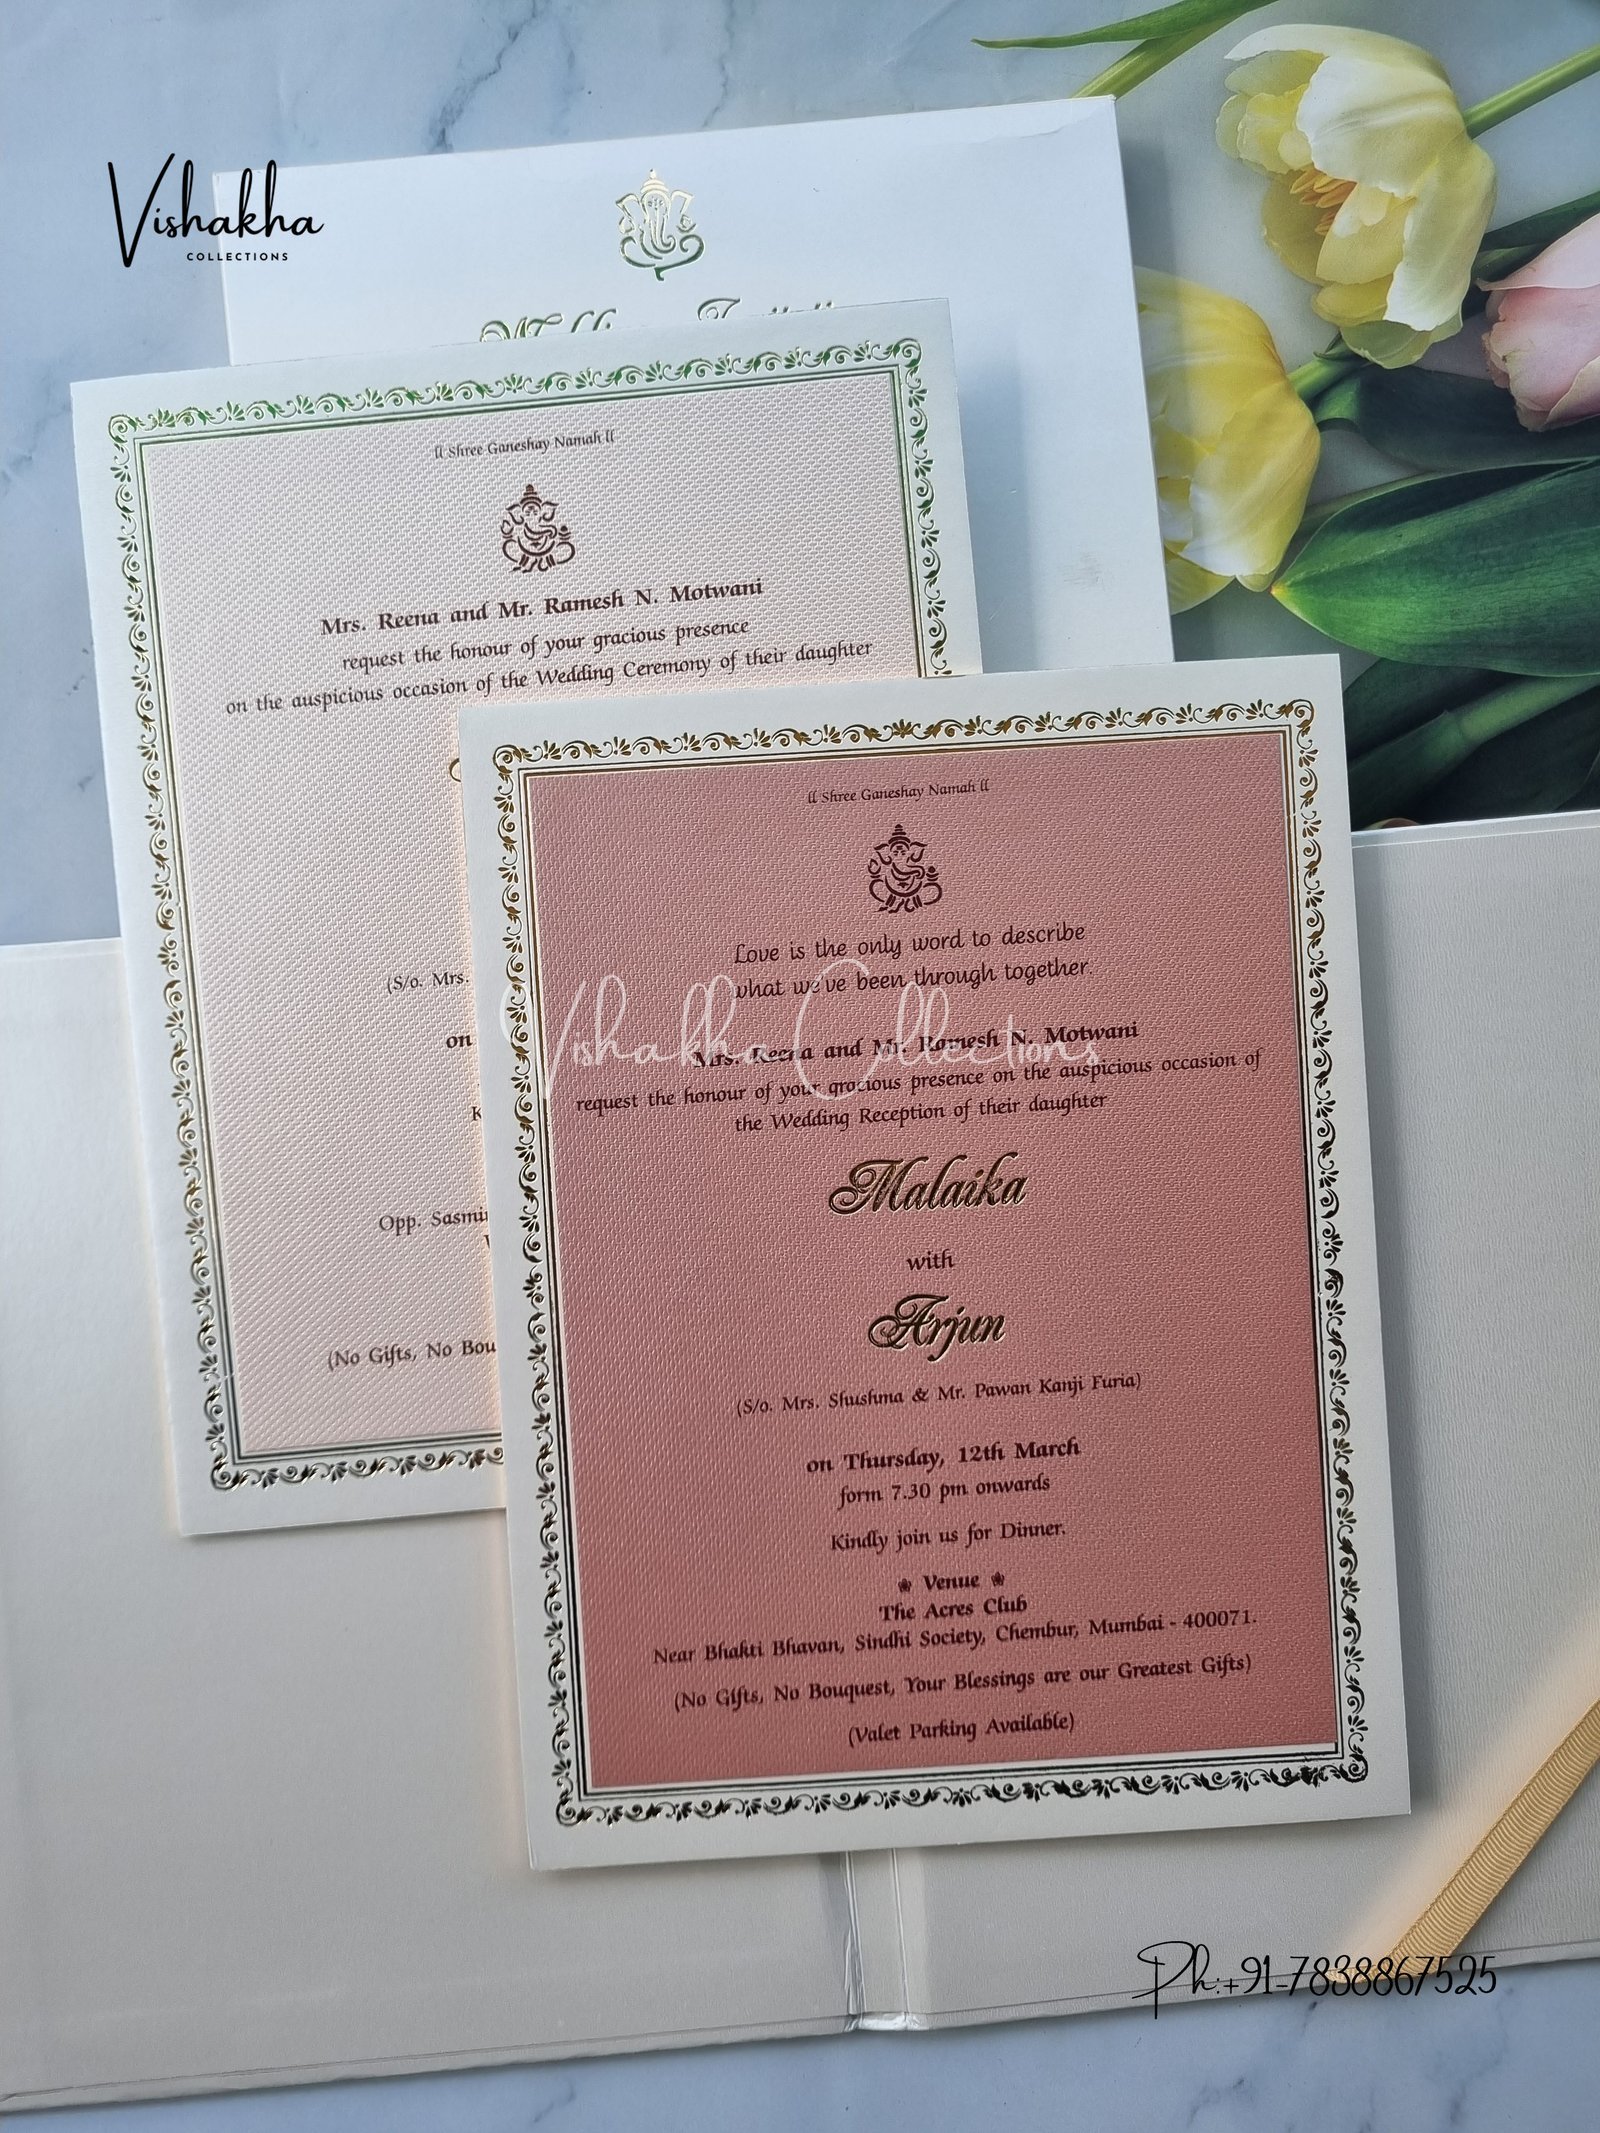 Vishakha
COLLECTIONS
Wedding
ll Shree Ganeshay Namah ll
Mrs. Reena and Mr. Ramesh N. Motwani
request the honour of your gracious presence
on the auspicious occasion of the Wedding Ceremony of their daughter
(S/o. Mrs.
on
Opp.
(No Gifts, No
ll Shree Ganeshay Namah ll
Love is the only word to describe
what we've been through together.
Vishakha Collections
Mrs. Reena and Mr. Ramesh N. Motwani
request the honour of your gracious presence on the auspicious occasion of
the Wedding Reception of their daughter
Malaika
with
Arjun
(S/o. Mrs. Shushma & Mr. Pawan Kanji Furia)
on Thursday, 12th March
form 7.30 pm onwards
Kindly join us for Dinner.
Venue
The Acres Club
Near Bhakti Bhavan, Sindhi Society, Chembur, Mumbai - 400071.
(No Gifts, No Bouquest, Your Blessings are our Greatest Gifts)
(Valet Parking Available)
Ph:+91-7838867525